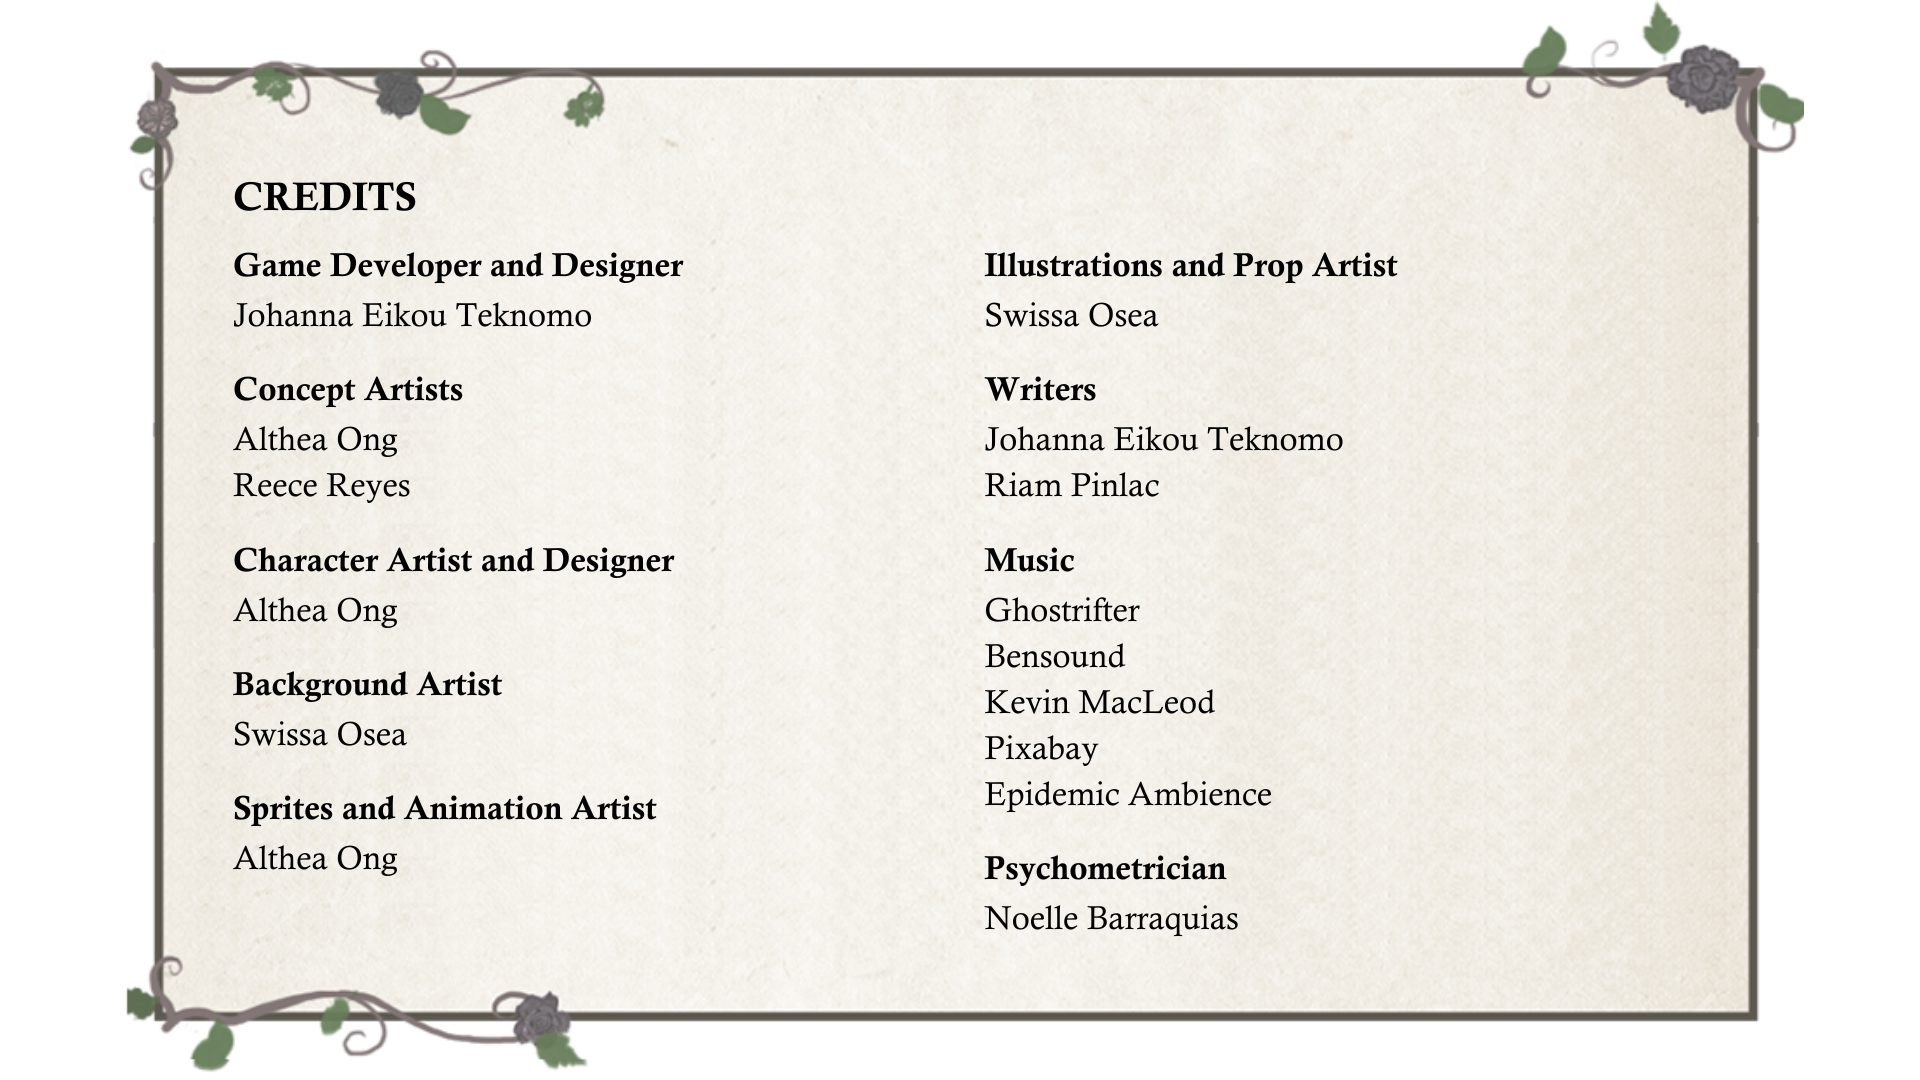 CREDITS
Game Developer and Designer
Johanna Eikou Teknomo
Concept Artists
Althea Ong
Reece Reyes
Character Artist and Designer
Althea Ong
Background Artist
Swissa Osea
Sprites and Animation Artist
Althea Ong
Illustrations and Prop Artist
Swissa Osea
Writers
Johanna Eikou Teknomo
Riam Pinlac
Music
Ghostrifter
Bensound
Kevin MacLeod
Pixabay
Epidemic Ambience
Psychometrician
Noelle Barraquias